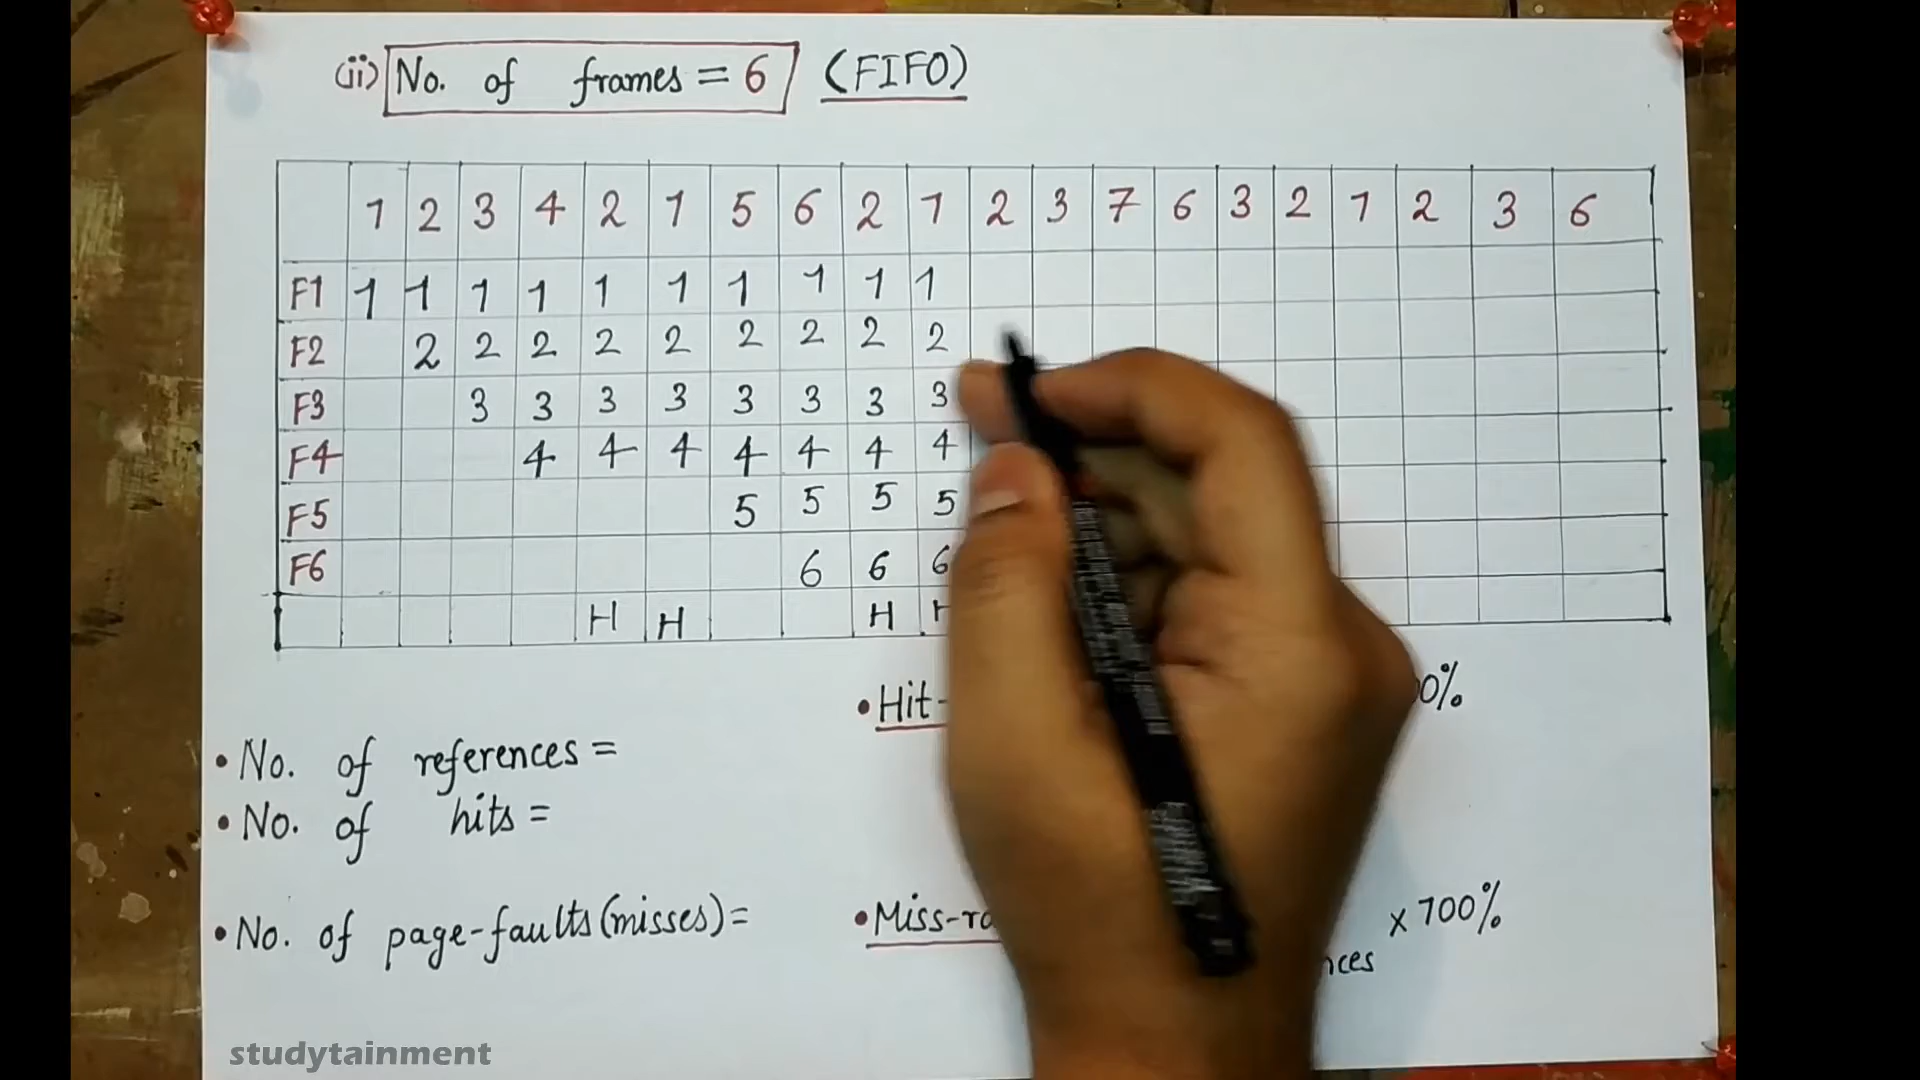 (ii) No. of frames = 6 (FIFO)
1 2 3 4 2 1 5 6 2 1 2 3 7 6 3 2 1 2 3 6
F1 1 1 1 1 1 1 1 1 1 1
F2 2 2 2 2 2 2 2 2 2
F3 3 3 3 3 3 3 3 3
F4 4 4 4 4 4 4 4
F5 5 5 5 5
F6 6 6 6
H H H
• Hit-
0%
• No. of references =
• No. of hits =
• No. of page-faults (misses) =
• Miss-ra
x 100%
nces
studytainment